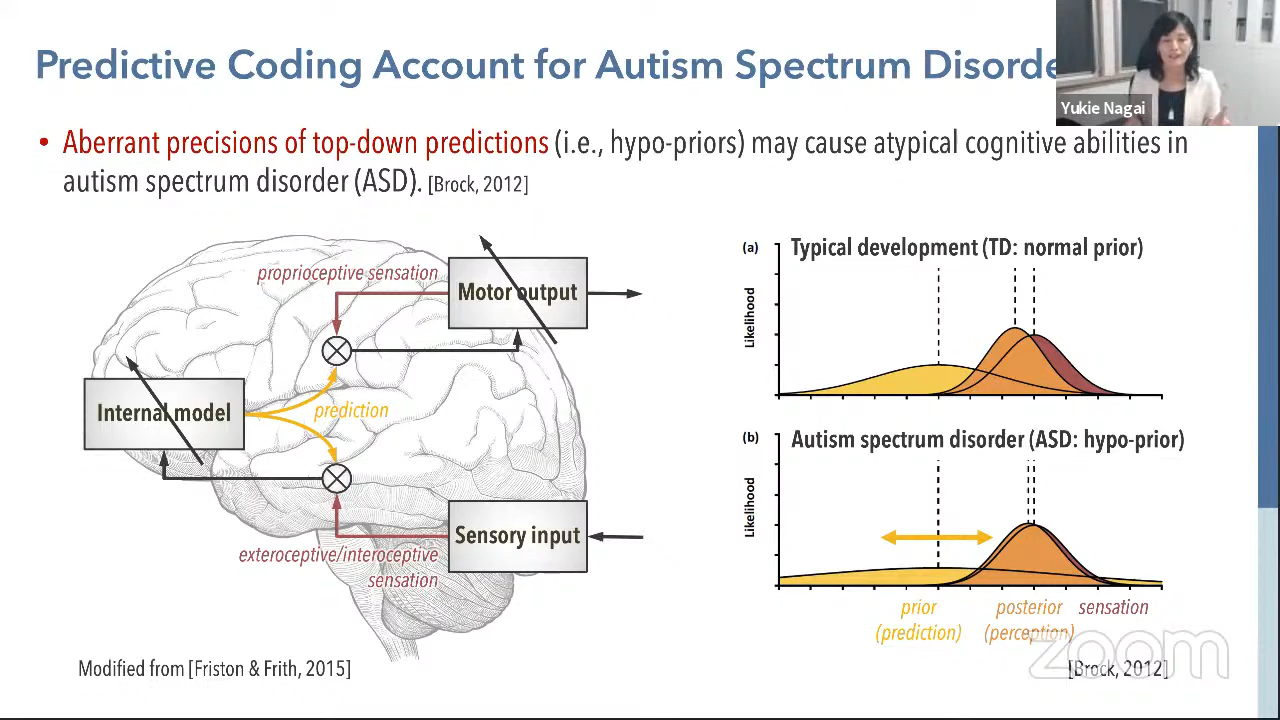 Predictive Coding Account for Autism Spectrum Disorde
Yukie Nagai
• Aberrant precisions of top-down predictions (i.e., hypo-priors) may cause atypical cognitive abilities in
autism spectrum disorder (ASD). [Brock, 2012]
proprioceptive sensation
Motor output
Internal model
prediction
Sensory input
exteroceptive/interoceptive
sensation
Modified from [Friston & Frith, 2015]
(a) Typical development (TD: normal prior)
Likelihood
(b) Autism spectrum disorder (ASD: hypo-prior)
Likelihood
prior posterior sensation
(prediction) (perception)
zoom
[Brock, 2012]